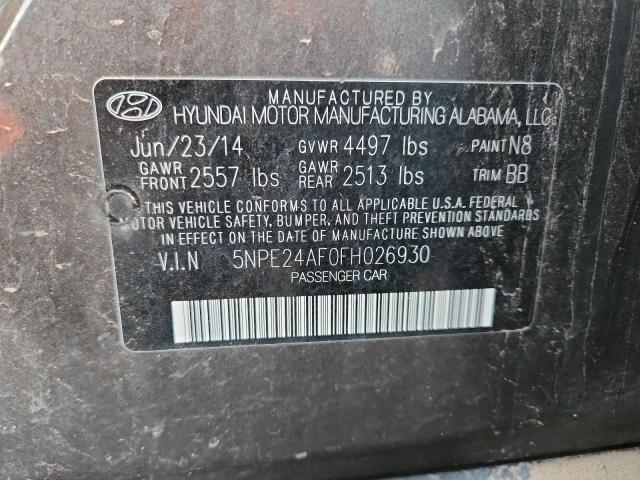 MANUFACTURED BY
HYUNDAI MOTOR MANUFACTURING ALABAMA, LLC
Jun/23/14 GVWR 4497 lbs PAINT N8
GAWR FRONT 2557 lbs GAWR REAR 2513 lbs TRIM BB
THIS VEHICLE CONFORMS TO ALL APPLICABLE U.S.A. FEDERAL
MOTOR VEHICLE SAFETY, BUMPER, AND THEFT PREVENTION STANDARDS
IN EFFECT ON THE DATE OF MANUFACTURE SHOWN ABOVE.
V.I.N 5NPE24AF0FH026930
PASSENGER CAR